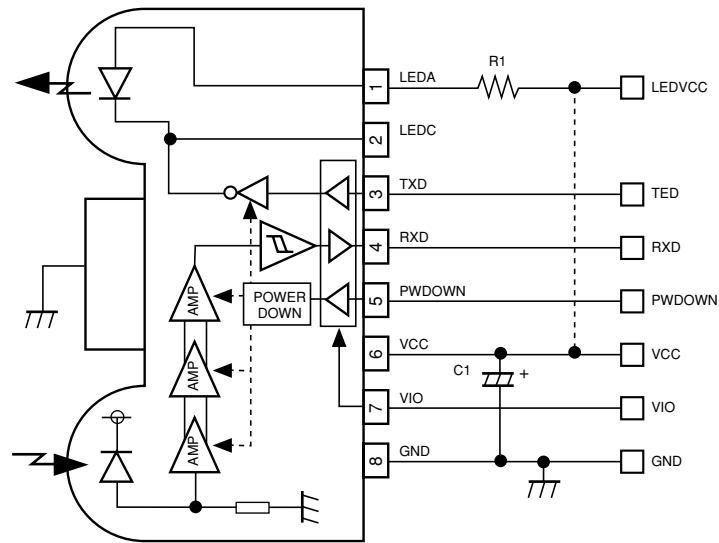 R1
1 LEDA LEDVCC
2 LEDC
3 TXD TED
4 RXD RXD
AMP
POWER
DOWN
5 PWDOWN PWDOWN
6 VCC VCC
AMP
C1 +
7 VIO VIO
AMP
8 GND GND